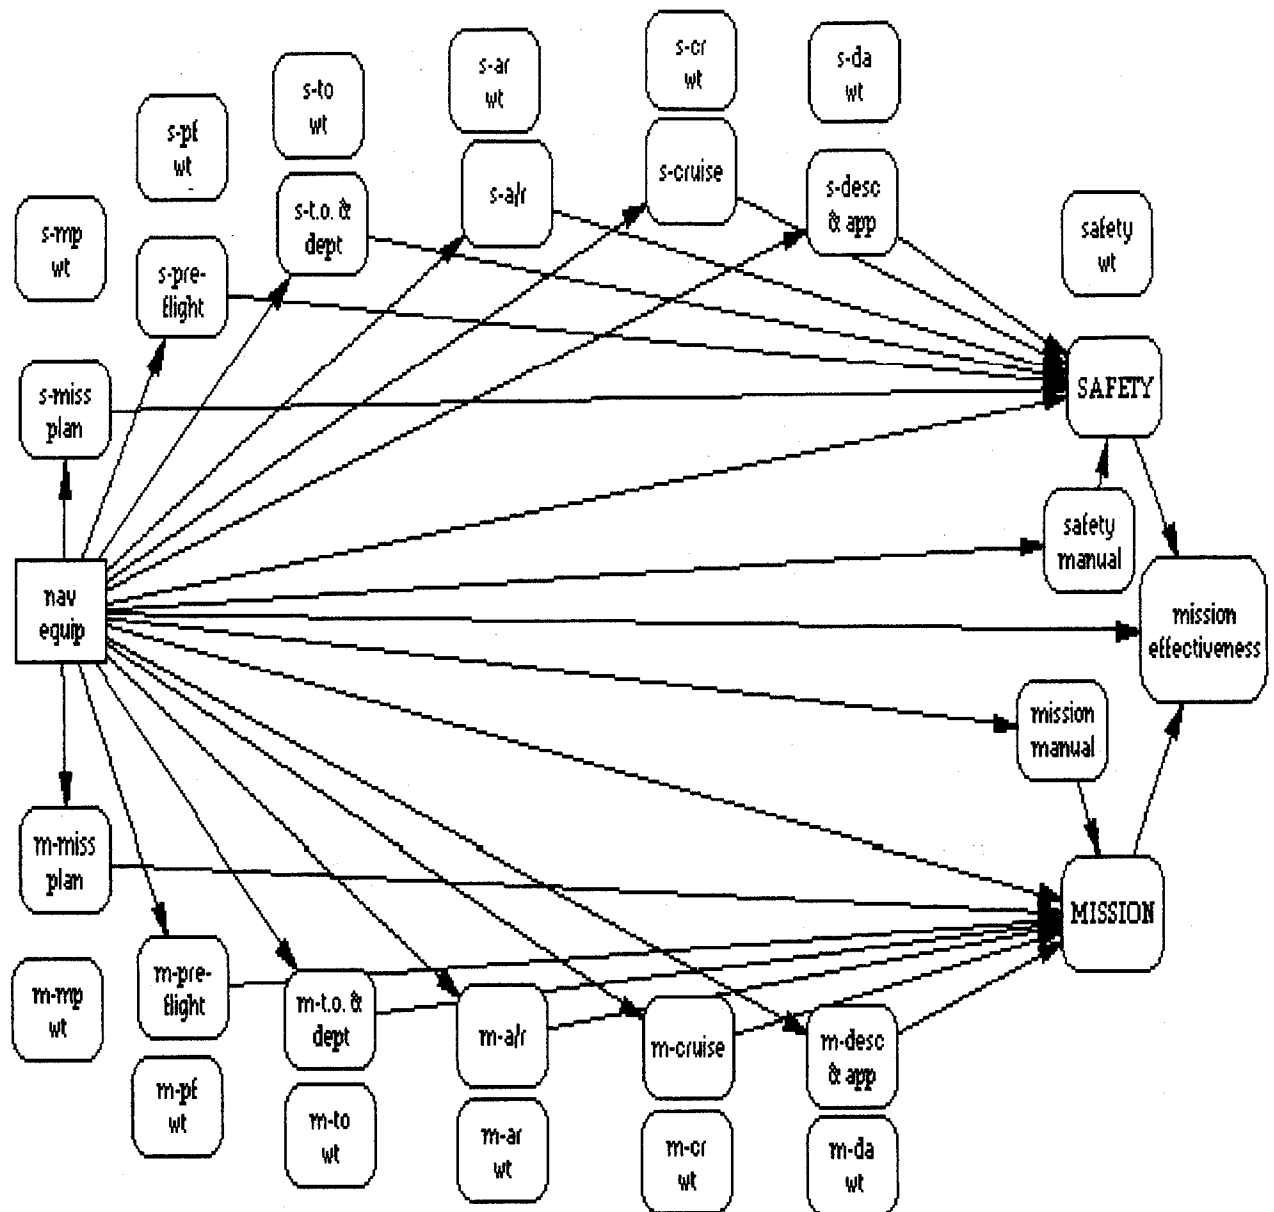 s-cr
wt
s-da
wt
s-ar
wt
s-to
wt
s-pf
wt
s-mp
wt
s-cruise
s-desc
& app
s-a/r
s-t.o. &
dept
safety
wt
s-pre-
flight
s-miss
plan
SAFETY
safety
manual
nav
equip
mission
effectiveness
mission
manual
m-miss
plan
MISSION
m-pre-
flight
m-mp
wt
m-t.o. &
dept
m-a/r
m-cruise
m-desc
& app
m-pf
wt
m-to
wt
m-ar
wt
m-cr
wt
m-da
wt